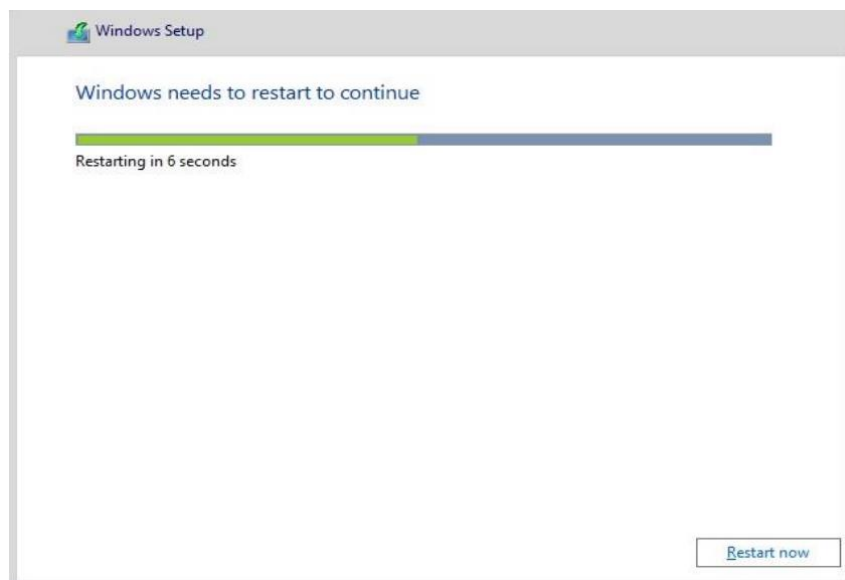 Windows Setup
Windows needs to restart to continue
Restarting in 6 seconds
Restart now